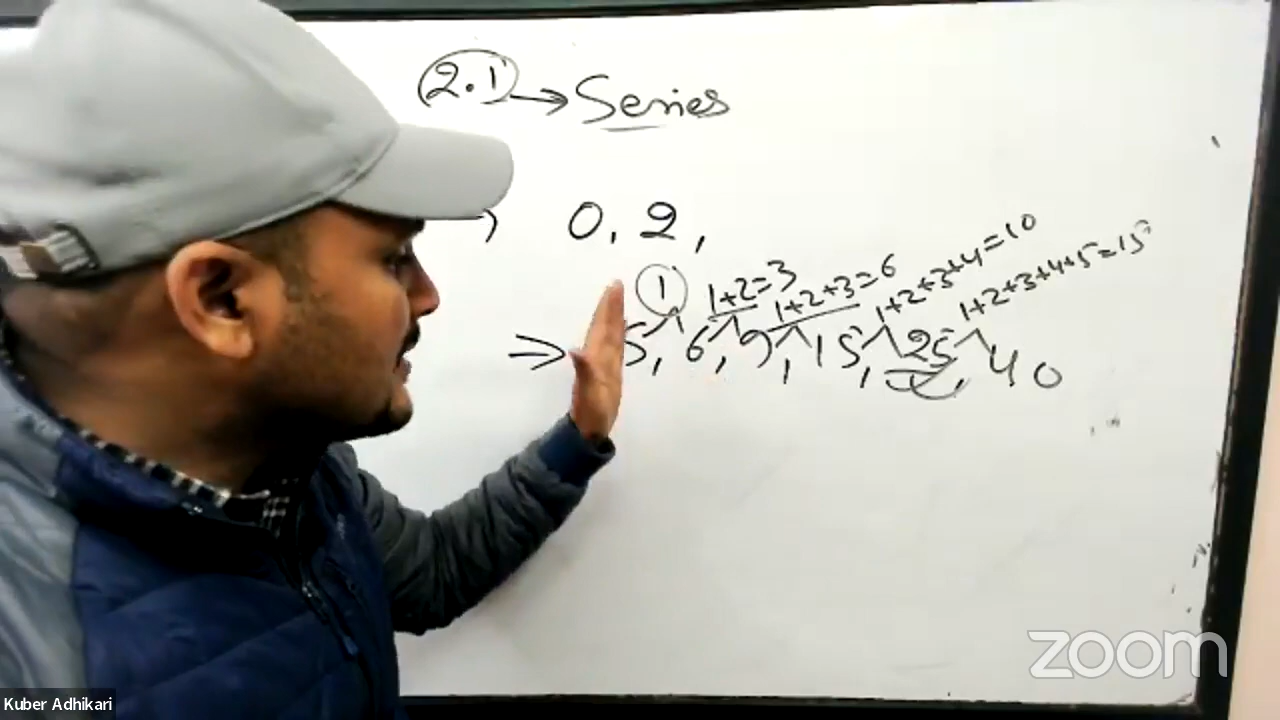 2.1 → Series
0, 2,
1 1+2=3 1+2+3=6 1+2+3+4=10 1+2+3+4+5=15
⇒ 5, 6, 9, 15, 25, 40
zoom
Kuber Adhikari